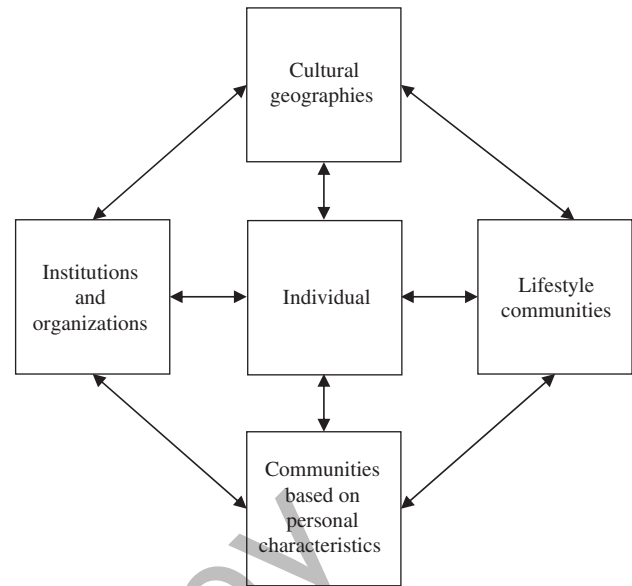 Cultural
geographies
Institutions
and
organizations
Individual
Lifestyle
communities
Communities
based on
personal
characteristics